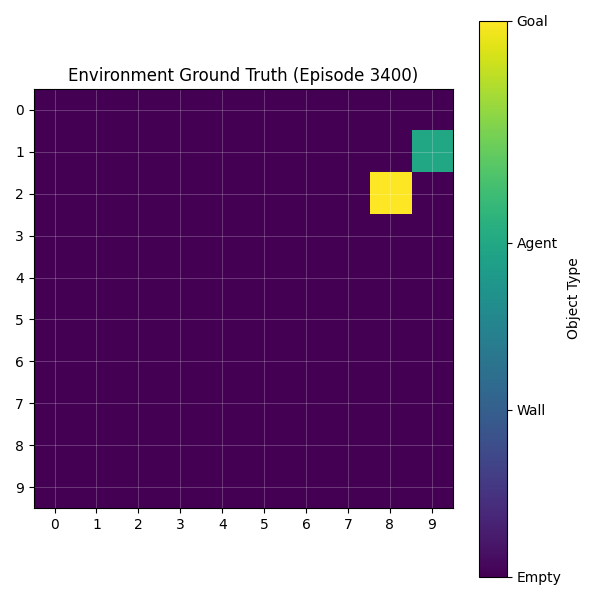 Environment Ground Truth (Episode 3400)
0
1
2
3
4
5
6
7
8
9
0 1 2 3 4 5 6 7 8 9
Goal
Agent
Wall
Empty
Object Type